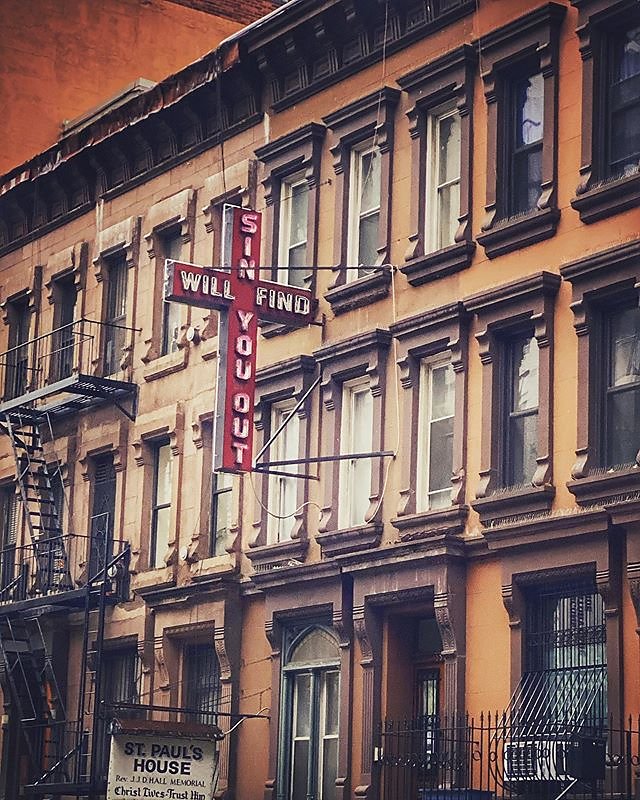 SIN
WILL FIND
YOU
OUT
ST. PAUL'S
HOUSE
Rev. J.J.D. HALL MEMORIAL
Christ Lives-Trust Him